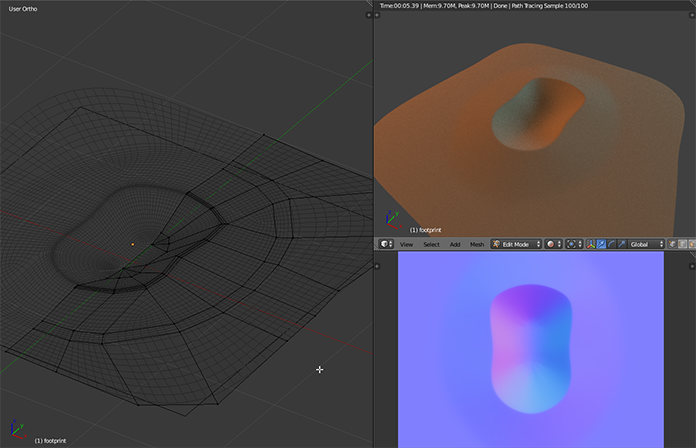 User Ortho
Time:00:05.39 | Mem:9.70M, Peak:9.70M | Done | Path Tracing Sample 100/100
(1) footprint
View Select Add Mesh Edit Mode Global
(1) footprint